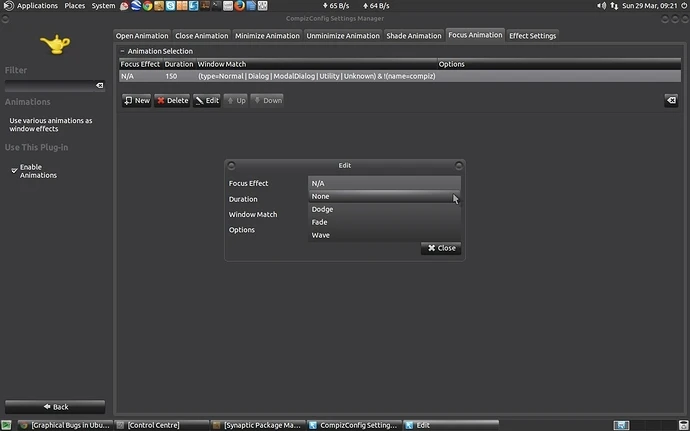 Applications Places System 65 B/s 64 B/s Sun 29 Mar, 09:21
CompizConfig Settings Manager
Open Animation Close Animation Minimize Animation Unminimize Animation Shade Animation Focus Animation Effect Settings
Animation Selection
Filter
Focus Effect Duration Window Match Options
N/A 150 (type=Normal | Dialog | ModalDialog | Utility | Unknown) & !(name=compiz)
New Delete Edit Up Down
Animations
Use various animations as
window effects
Use This Plug-in
Enable
Animations
Edit
Focus Effect N/A
Duration None
Dodge
Window Match
Fade
Options
Wave
Close
Back
[Graphical Bugs in Ubu... [Control Centre] [Synaptic Package Ma... CompizConfig Setting... Edit